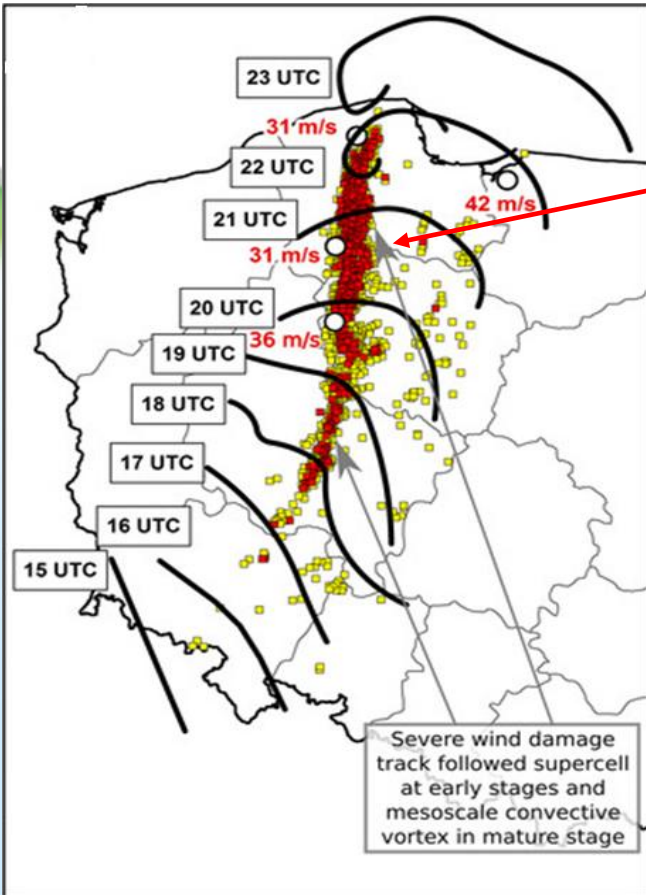 23 UTC
31 m/s
22 UTC
42 m/s
21 UTC
31 m/s
20 UTC
36 m/s
19 UTC
18 UTC
17 UTC
16 UTC
15 UTC
Severe wind damage
track followed supercell
at early stages and
mesoscale convective
vortex in mature stage